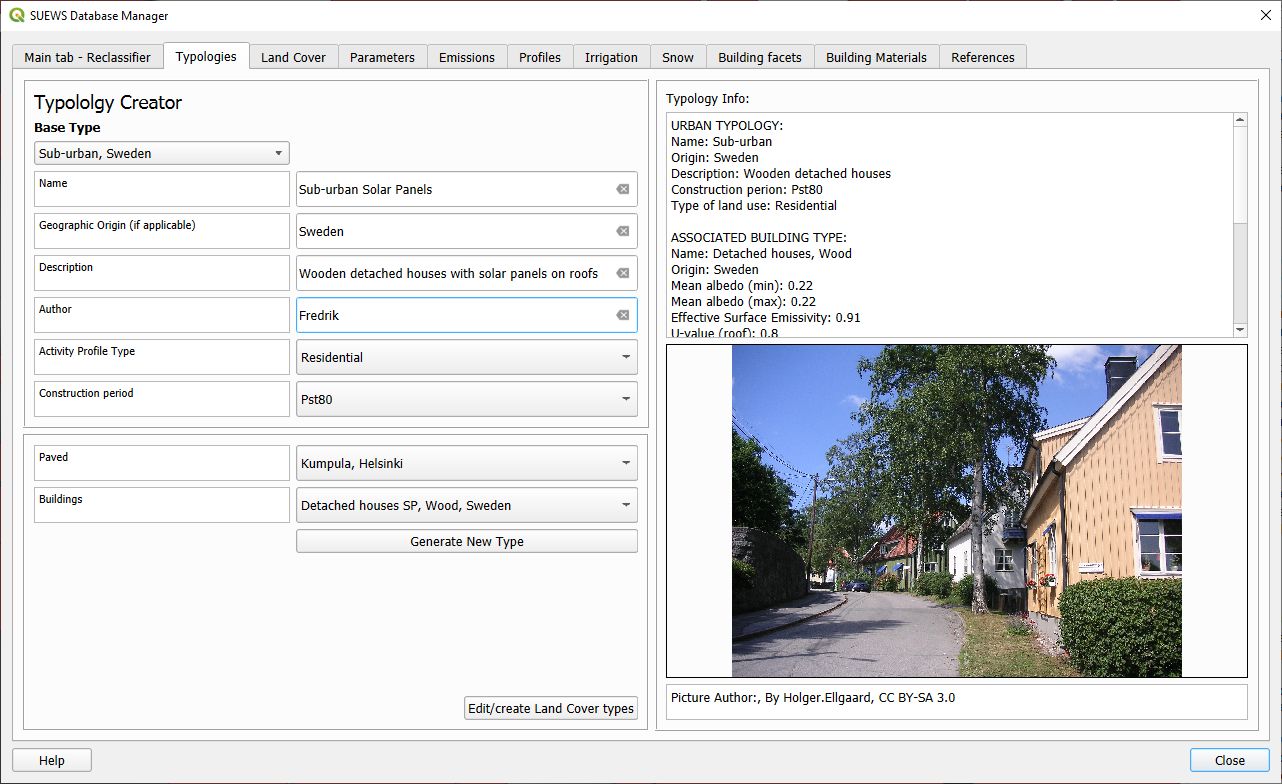 SUEWS Database Manager
Main tab - Reclassifier
Typologies
Land Cover
Parameters
Emissions
Profiles
Irrigation
Snow
Building facets
Building Materials
References
Typololgy Creator
Base Type
Sub-urban, Sweden
Name
Sub-urban Solar Panels
Geographic Origin (if applicable)
Sweden
Description
Wooden detached houses with solar panels on roofs
Author
Fredrik
Activity Profile Type
Residential
Construction period
Pst80
Paved
Kumpula, Helsinki
Buildings
Detached houses SP, Wood, Sweden
Generate New Type
Edit/create Land Cover types
Typology Info:
URBAN TYPOLOGY:
Name: Sub-urban
Origin: Sweden
Description: Wooden detached houses
Construction perion: Pst80
Type of land use: Residential
ASSOCIATED BUILDING TYPE:
Name: Detached houses, Wood
Origin: Sweden
Mean albedo (min): 0.22
Mean albedo (max): 0.22
Effective Surface Emissivity: 0.91
U-value (roof): 0.8
Picture Author:, By Holger.Ellgaard, CC BY-SA 3.0
Help
Close